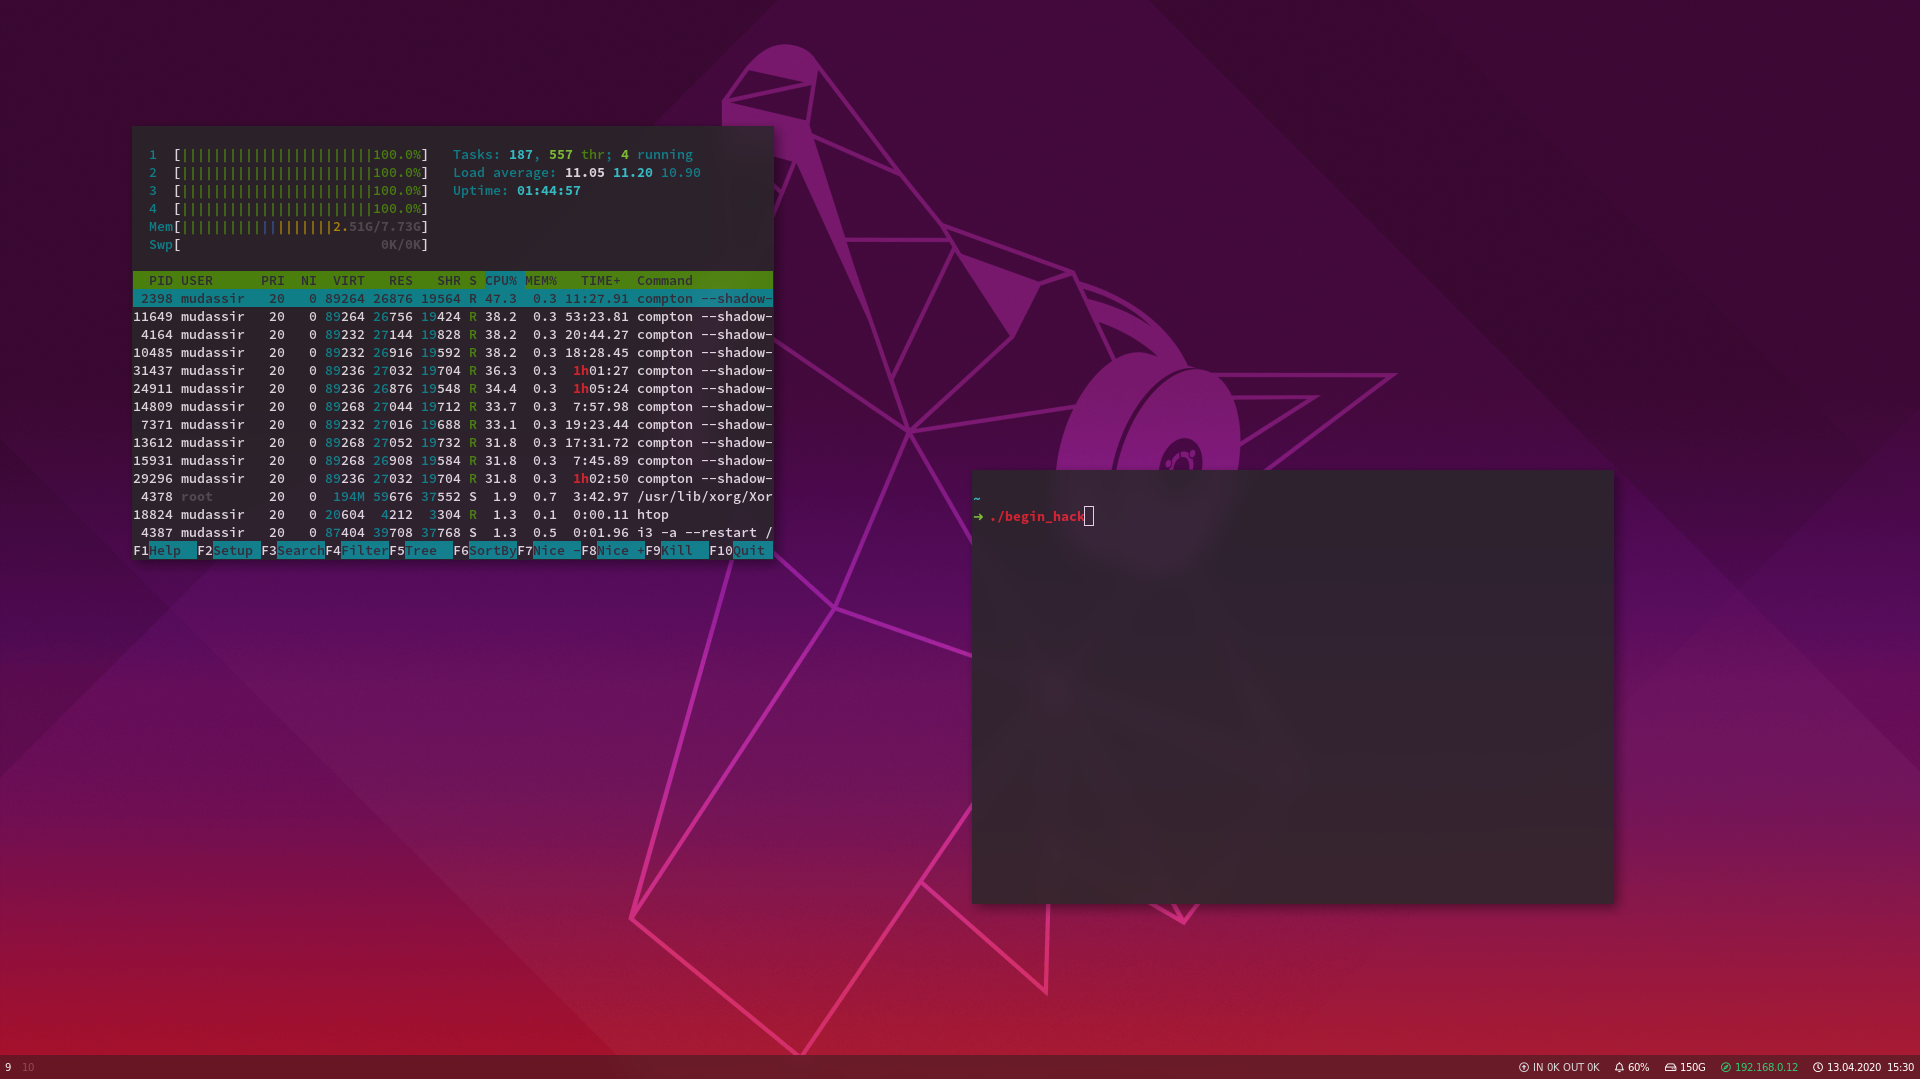 1 [||||||||||||||||||||||||100.0%] Tasks: 187, 557 thr; 4 running
2 [||||||||||||||||||||||||100.0%] Load average: 11.05 11.20 10.90
3 [||||||||||||||||||||||||100.0%] Uptime: 01:44:57
4 [||||||||||||||||||||||||100.0%]
Mem[|||||||||||||||||||2.51G/7.73G]
Swp[ 0K/0K]
PID USER PRI NI VIRT RES SHR S CPU% MEM% TIME+ Command
2398 mudassir 20 0 89264 26876 19564 R 47.3 0.3 11:27.91 compton --shadow-
11649 mudassir 20 0 89264 26756 19424 R 38.2 0.3 53:23.81 compton --shadow-
4164 mudassir 20 0 89232 27144 19828 R 38.2 0.3 20:44.27 compton --shadow-
10485 mudassir 20 0 89232 26916 19592 R 38.2 0.3 18:28.45 compton --shadow-
31437 mudassir 20 0 89236 27032 19704 R 36.3 0.3 1h01:27 compton --shadow-
24911 mudassir 20 0 89236 26876 19548 R 34.4 0.3 1h05:24 compton --shadow-
14809 mudassir 20 0 89268 27044 19712 R 33.7 0.3 7:57.98 compton --shadow-
7371 mudassir 20 0 89232 27016 19688 R 33.1 0.3 19:23.44 compton --shadow-
13612 mudassir 20 0 89268 27052 19732 R 31.8 0.3 17:31.72 compton --shadow-
15931 mudassir 20 0 89268 26908 19584 R 31.8 0.3 7:45.89 compton --shadow-
29296 mudassir 20 0 89236 27032 19704 R 31.8 0.3 1h02:50 compton --shadow-
4378 root 20 0 194M 59676 37552 S 1.9 0.7 3:42.97 /usr/lib/xorg/Xor
18824 mudassir 20 0 20604 4212 3304 R 1.3 0.1 0:00.11 htop
4387 mudassir 20 0 87404 39708 37768 S 1.3 0.5 0:01.96 i3 -a --restart /
F1Help F2Setup F3SearchF4FilterF5Tree F6SortByF7Nice -F8Nice +F9Kill F10Quit
~
➜ ./begin_hack
9 10 IN 0K OUT 0K 60% 150G 192.168.0.12 13.04.2020 15:30